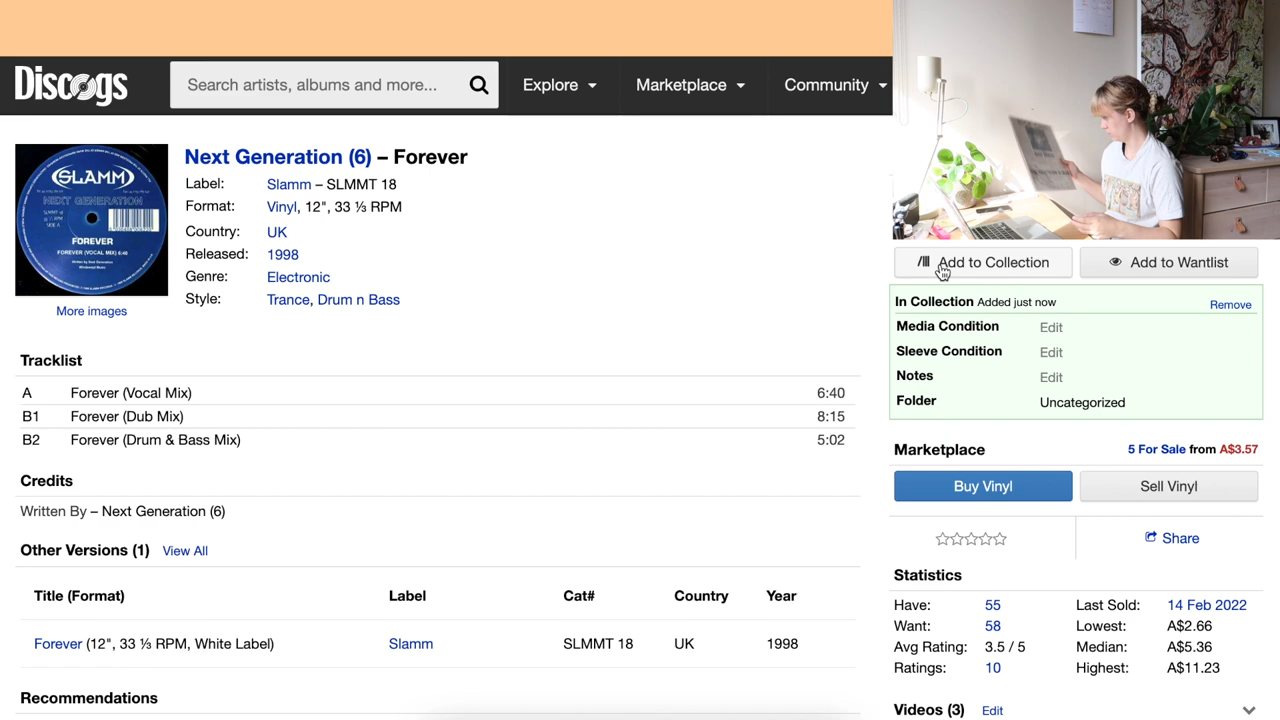 Discogs
Search artists, albums and more...
Explore
Marketplace
Community
SLAMM
NEXT GENERATION
FOREVER
FOREVER (VOCAL MIX) 6:40
More images
Next Generation (6) – Forever
Label: Slamm – SLMMT 18
Format: Vinyl, 12", 33 ⅓ RPM
Country: UK
Released: 1998
Genre: Electronic
Style: Trance, Drum n Bass
Tracklist
A Forever (Vocal Mix) 6:40
B1 Forever (Dub Mix) 8:15
B2 Forever (Drum & Bass Mix) 5:02
Credits
Written By – Next Generation (6)
Other Versions (1) View All
Title (Format) Label Cat# Country Year
Forever (12", 33 ⅓ RPM, White Label) Slamm SLMMT 18 UK 1998
Recommendations
Add to Collection
Add to Wantlist
In Collection Added just now Remove
Media Condition Edit
Sleeve Condition Edit
Notes Edit
Folder Uncategorized
Marketplace 5 For Sale from A$3.57
Buy Vinyl
Sell Vinyl
Share
Statistics
Have: 55 Last Sold: 14 Feb 2022
Want: 58 Lowest: A$2.66
Avg Rating: 3.5 / 5 Median: A$5.36
Ratings: 10 Highest: A$11.23
Videos (3) Edit